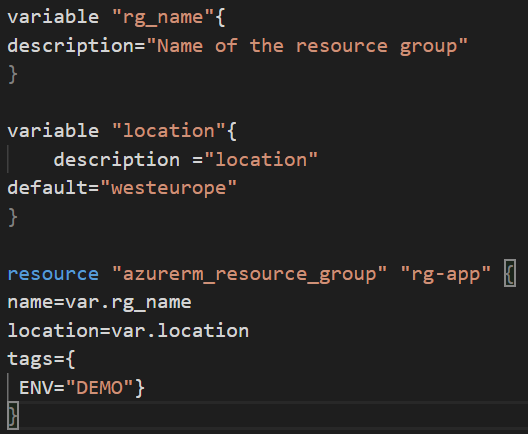 variable "rg_name"{
description="Name of the resource group"
}
variable "location"{
    description ="location"
default="westeurope"
}
resource "azurerm_resource_group" "rg-app" {
name=var.rg_name
location=var.location
tags={
 ENV="DEMO"}
}